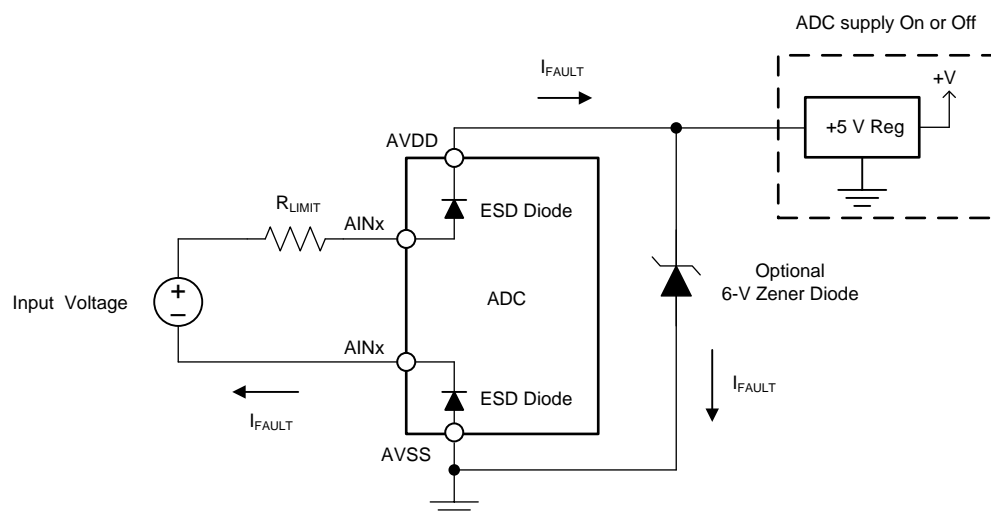 ADC supply On or Off
IFAULT
+V
+5 V Reg
AVDD
RLIMIT
AINx
ESD Diode
Input Voltage
+
−
ADC
Optional
6-V Zener Diode
AINx
IFAULT
ESD Diode
IFAULT
AVSS